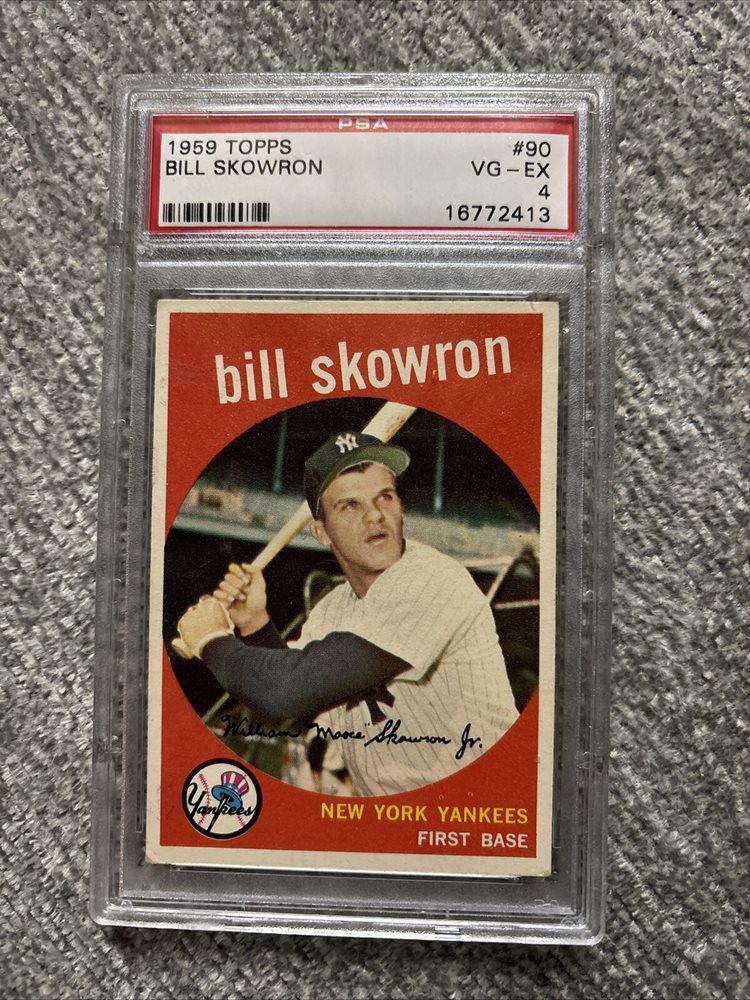 PSA
1959 TOPPS #90
BILL SKOWRON VG-EX
4
16772413
bill skowron
NY
William "Moose" Skowron Jr.
The
Yankees
NEW YORK YANKEES
FIRST BASE